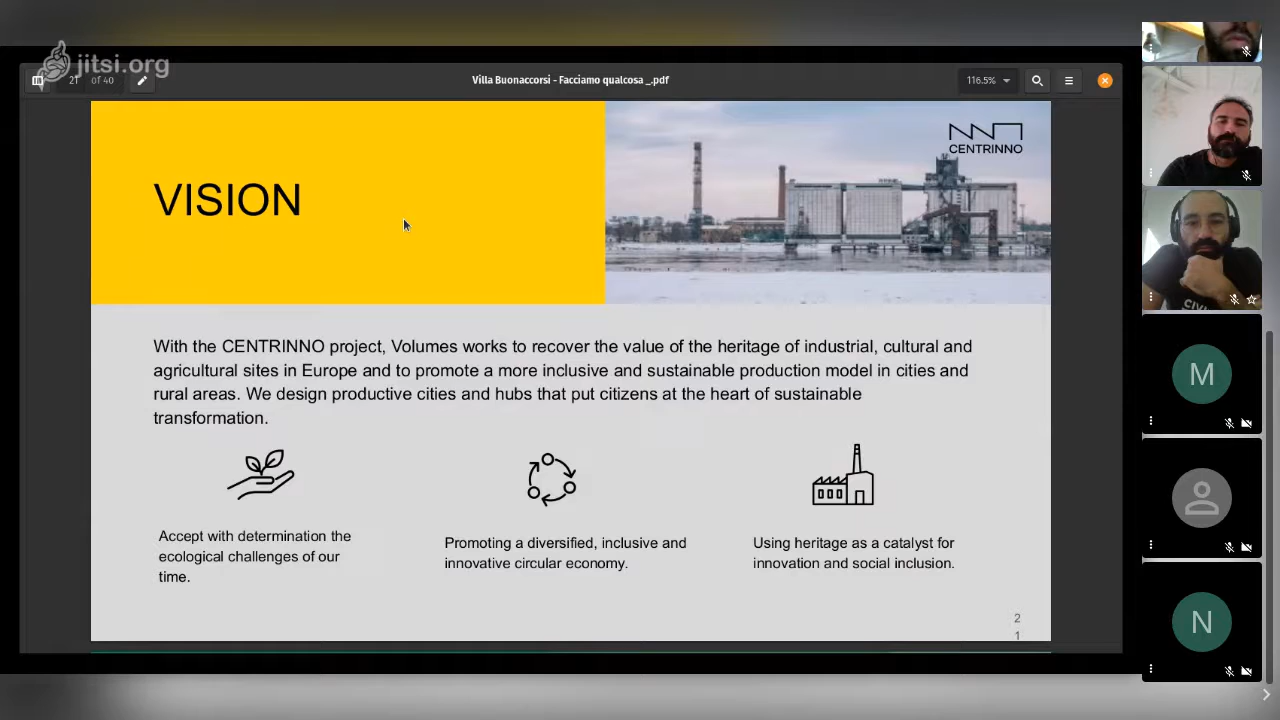 jitsi.org
21 of 40
Villa Buonaccorsi - Facciamo qualcosa _.pdf
116.5%
VISION
CENTRINNO
With the CENTRINNO project, Volumes works to recover the value of the heritage of industrial, cultural and
agricultural sites in Europe and to promote a more inclusive and sustainable production model in cities and
rural areas. We design productive cities and hubs that put citizens at the heart of sustainable
transformation.
Accept with determination the
ecological challenges of our
time.
Promoting a diversified, inclusive and
innovative circular economy.
Using heritage as a catalyst for
innovation and social inclusion.
2
1
M
N